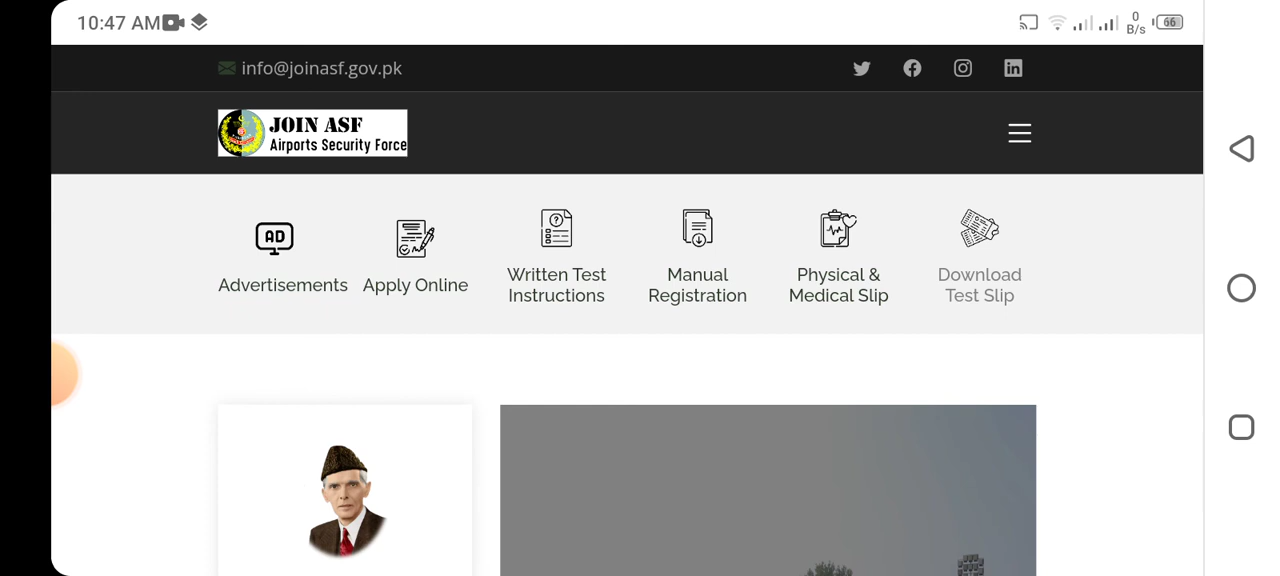 10:47 AM
0
B/s
66
info@joinasf.gov.pk
JOIN ASF
Airports Security Force
AD
Advertisements
Apply Online
Written Test
Instructions
Manual
Registration
Physical &
Medical Slip
Download
Test Slip